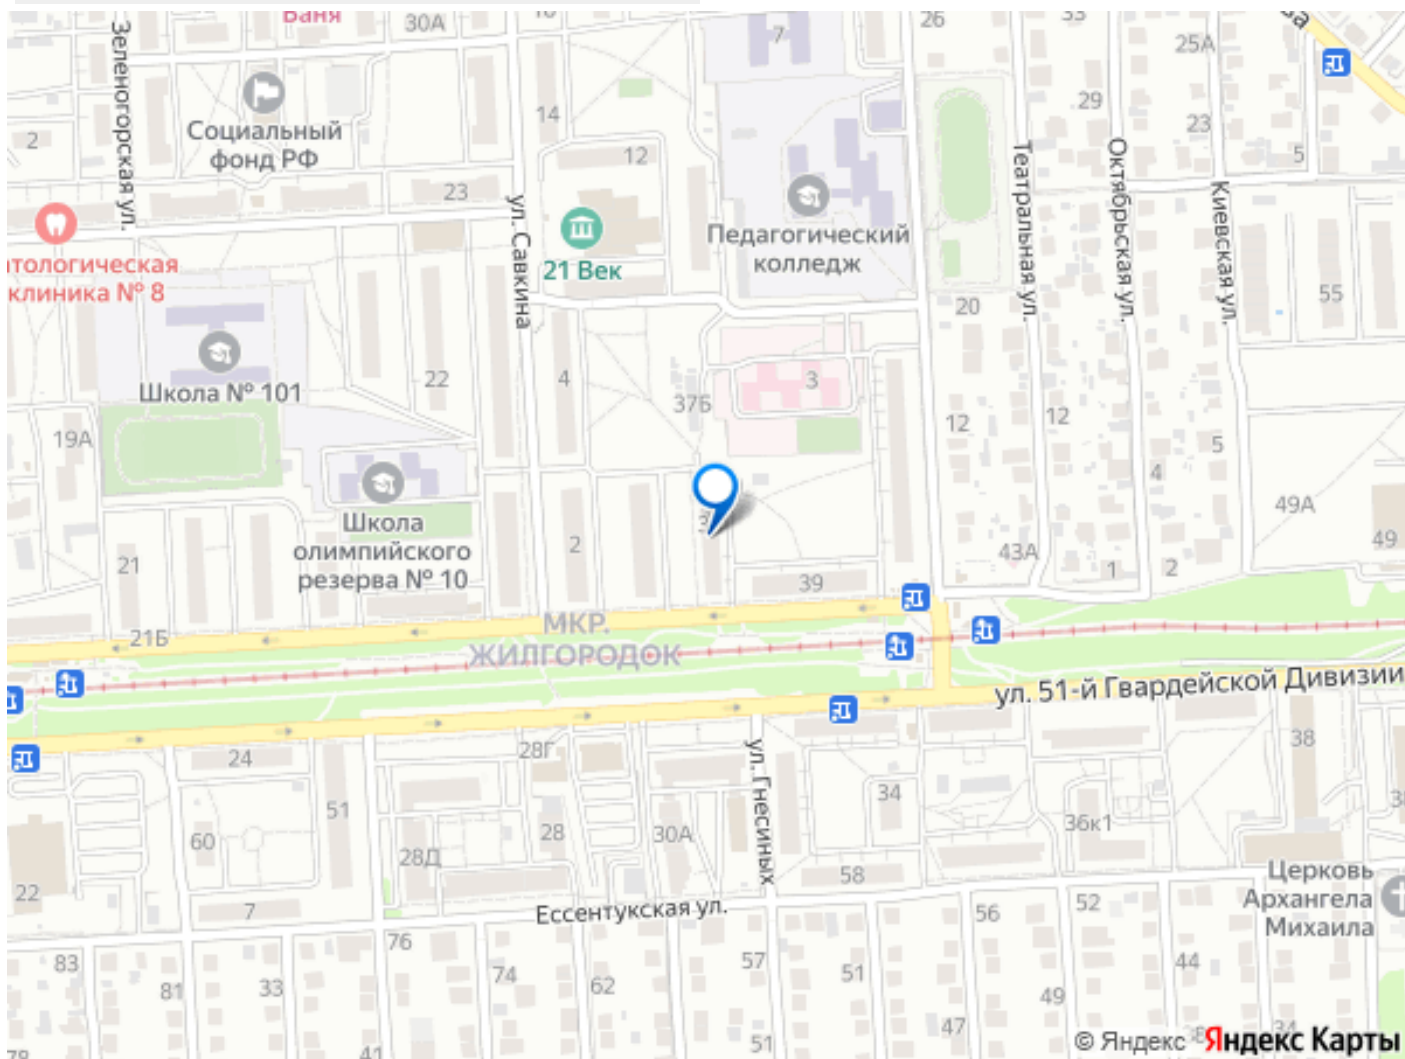 Баня
30А
26
7
25А
Зеленогорская ул.
14
29
23
2
Социальный
фонд РФ
12
5
23
ул. Савкина
Театральная ул.
Октябрьская ул.
Киевская ул.
Педагогический
колледж
21 Век
атологическая
клиника № 8
20
55
Школа № 101
22
4
3
37Б
19А
12
12
5
4
Школа
олимпийского
резерва № 10
2
49А
49
43А
21
39
1
2
21Б
МКР.
ЖИЛГОРОДОК
ул. 51-й Гвардейской Дивизии
24
28Г
ул. Гнесиных
38
51
34
60
28
30А
36к1
28Д
22
58
Церковь
Архангела
Михаила
7
Ессентукская ул.
56
52
76
83
74
57
51
44
81
33
62
49
47
51
© Яндекс Яндекс Карты